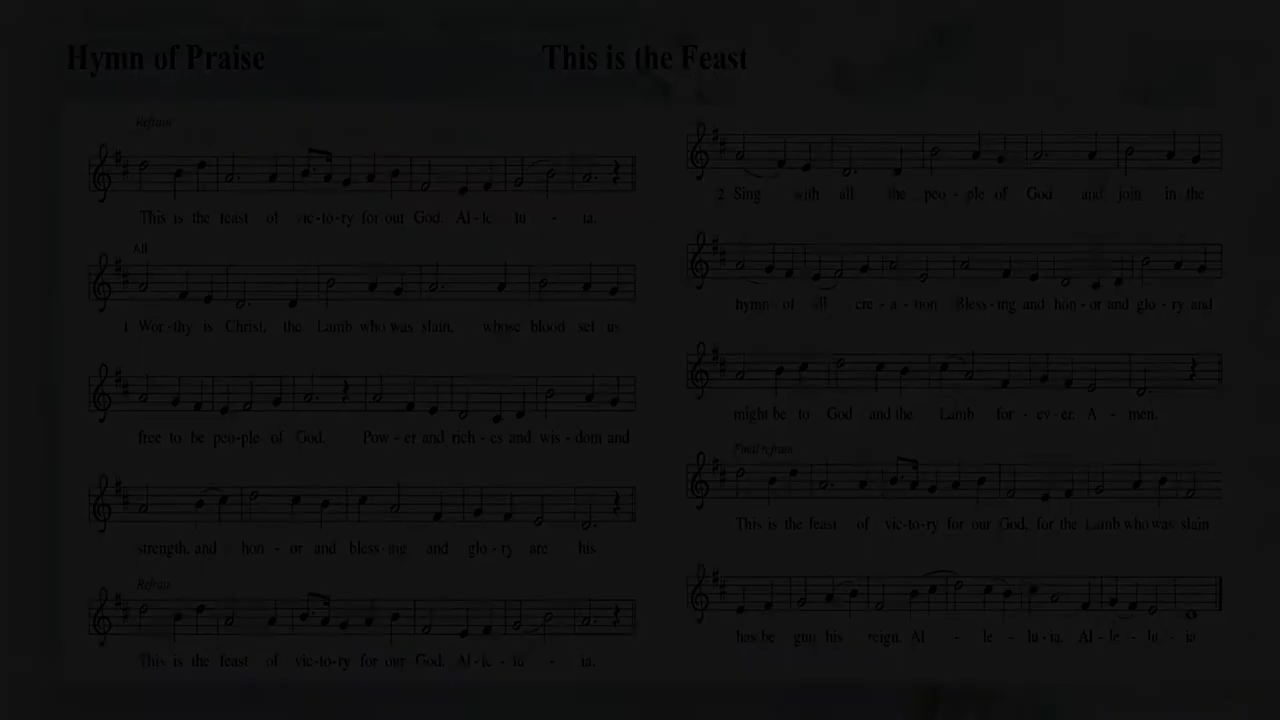 Hymn of Praise
This is the Feast
Refrain
This is the feast of vic-to-ry for our God. Al-le - lu - ia.
All
1 Wor-thy is Christ, the Lamb who was slain, whose blood set us
free to be peo-ple of God. Pow-er and rich-es and wis-dom and
strength, and hon - or and bless-ing and glo-ry are his
Refrain
This is the feast of vic-to-ry for our God. Al-le - lu - ia.
2 Sing with all the peo - ple of God and join in the
hymn of all cre - a - tion Bless-ing and hon-or and glo-ry and
might be to God and the Lamb for - ev-er. A - men.
Final refrain
This is the feast of vic-to-ry for our God, for the Lamb who was slain
has be gun his reign. Al - le - lu-ia. Al-le - lu - ia